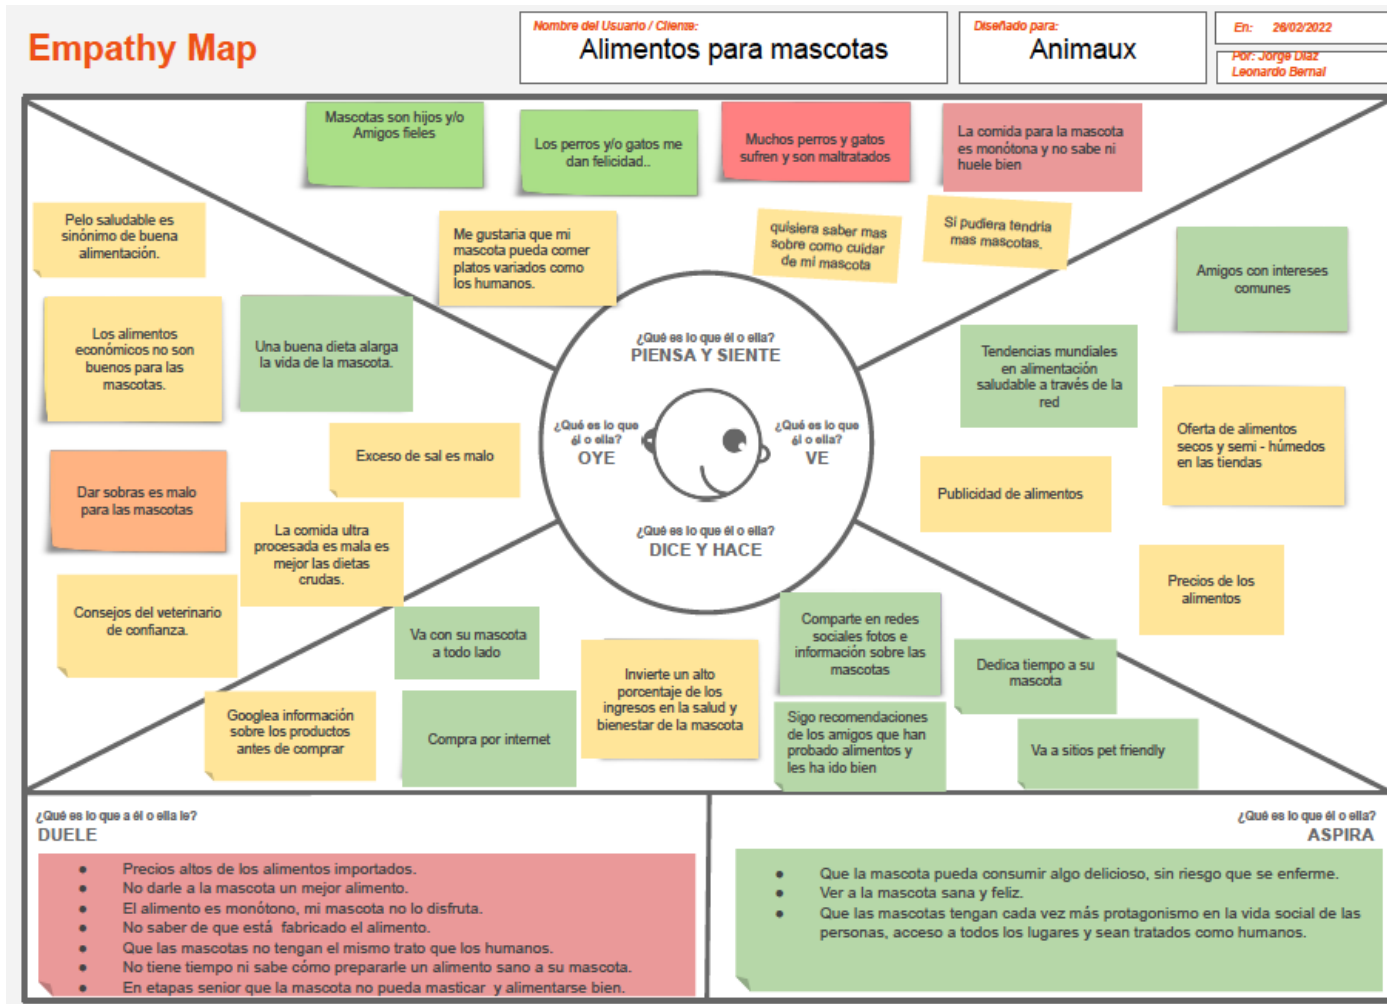 Empathy Map
Nombre del Usuario / Cliente:
Alimentos para mascotas
Diseñado para:
Animaux
En: 26/02/2022
Por: Jorge Diaz
Leonardo Bernal
Mascotas son hijos y/o
Amigos fieles
Los perros y/o gatos me
dan felicidad..
Muchos perros y gatos
sufren y son maltratados
La comida para la mascota
es monótona y no sabe ni
huele bien
Me gustaria que mi
mascota pueda comer
platos variados como
los humanos.
quisiera saber mas
sobre como cuidar
de mi mascota
Si pudiera tendria
mas mascotas.
¿Qué es lo que él o ella?
PIENSA Y SIENTE
Pelo saludable es
sinónimo de buena
alimentación.
Los alimentos
económicos no son
buenos para las
mascotas.
Una buena dieta alarga
la vida de la mascota.
Exceso de sal es malo
Dar sobras es malo
para las mascotas
La comida ultra
procesada es mala es
mejor las dietas
crudas.
Consejos del veterinario
de confianza.
¿Qué es lo que
él o ella?
OYE
¿Qué es lo que
él o ella?
VE
Amigos con intereses
comunes
Tendencias mundiales
en alimentación
saludable a través de la
red
Oferta de alimentos
secos y semi - húmedos
en las tiendas
Publicidad de alimentos
Precios de los
alimentos
¿Qué es lo que él o ella?
DICE Y HACE
Va con su mascota
a todo lado
Googlea información
sobre los productos
antes de comprar
Compra por internet
Invierte un alto
porcentaje de los
ingresos en la salud y
bienestar de la mascota
Comparte en redes
sociales fotos e
información sobre las
mascotas
Sigo recomendaciones
de los amigos que han
probado alimentos y
les ha ido bien
Dedica tiempo a su
mascota
Va a sitios pet friendly
¿Qué es lo que a él o ella le?
DUELE
● Precios altos de los alimentos importados.
● No darle a la mascota un mejor alimento.
● El alimento es monótono, mi mascota no lo disfruta.
● No saber de que está fabricado el alimento.
● Que las mascotas no tengan el mismo trato que los humanos.
● No tiene tiempo ni sabe cómo prepararle un alimento sano a su mascota.
● En etapas senior que la mascota no pueda masticar y alimentarse bien.
¿Qué es lo que él o ella?
ASPIRA
● Que la mascota pueda consumir algo delicioso, sin riesgo que se enferme.
● Ver a la mascota sana y feliz.
● Que las mascotas tengan cada vez más protagonismo en la vida social de las
personas, acceso a todos los lugares y sean tratados como humanos.